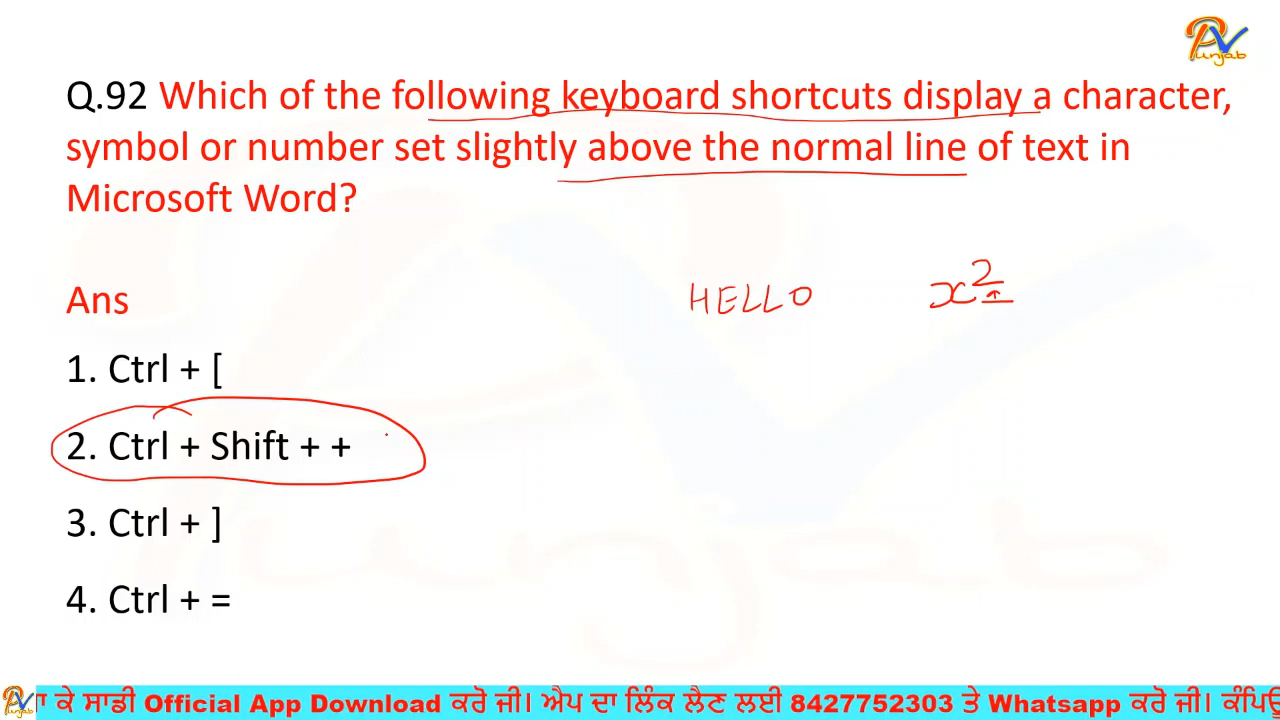 PV
Punjab
Q.92 Which of the following keyboard shortcuts display a character,
symbol or number set slightly above the normal line of text in
Microsoft Word?
HELLO x²
Ans
1. Ctrl + [
2. Ctrl + Shift + +
3. Ctrl + ]
4. Ctrl + =
ਕੇ ਸਾਡੀ Official App Download ਕਰੋ ਜੀ। ਐਪ ਦਾ ਲਿੰਕ ਲੈਣ ਲਈ 8427752303 ਤੇ Whatsapp ਕਰੋ ਜੀ।